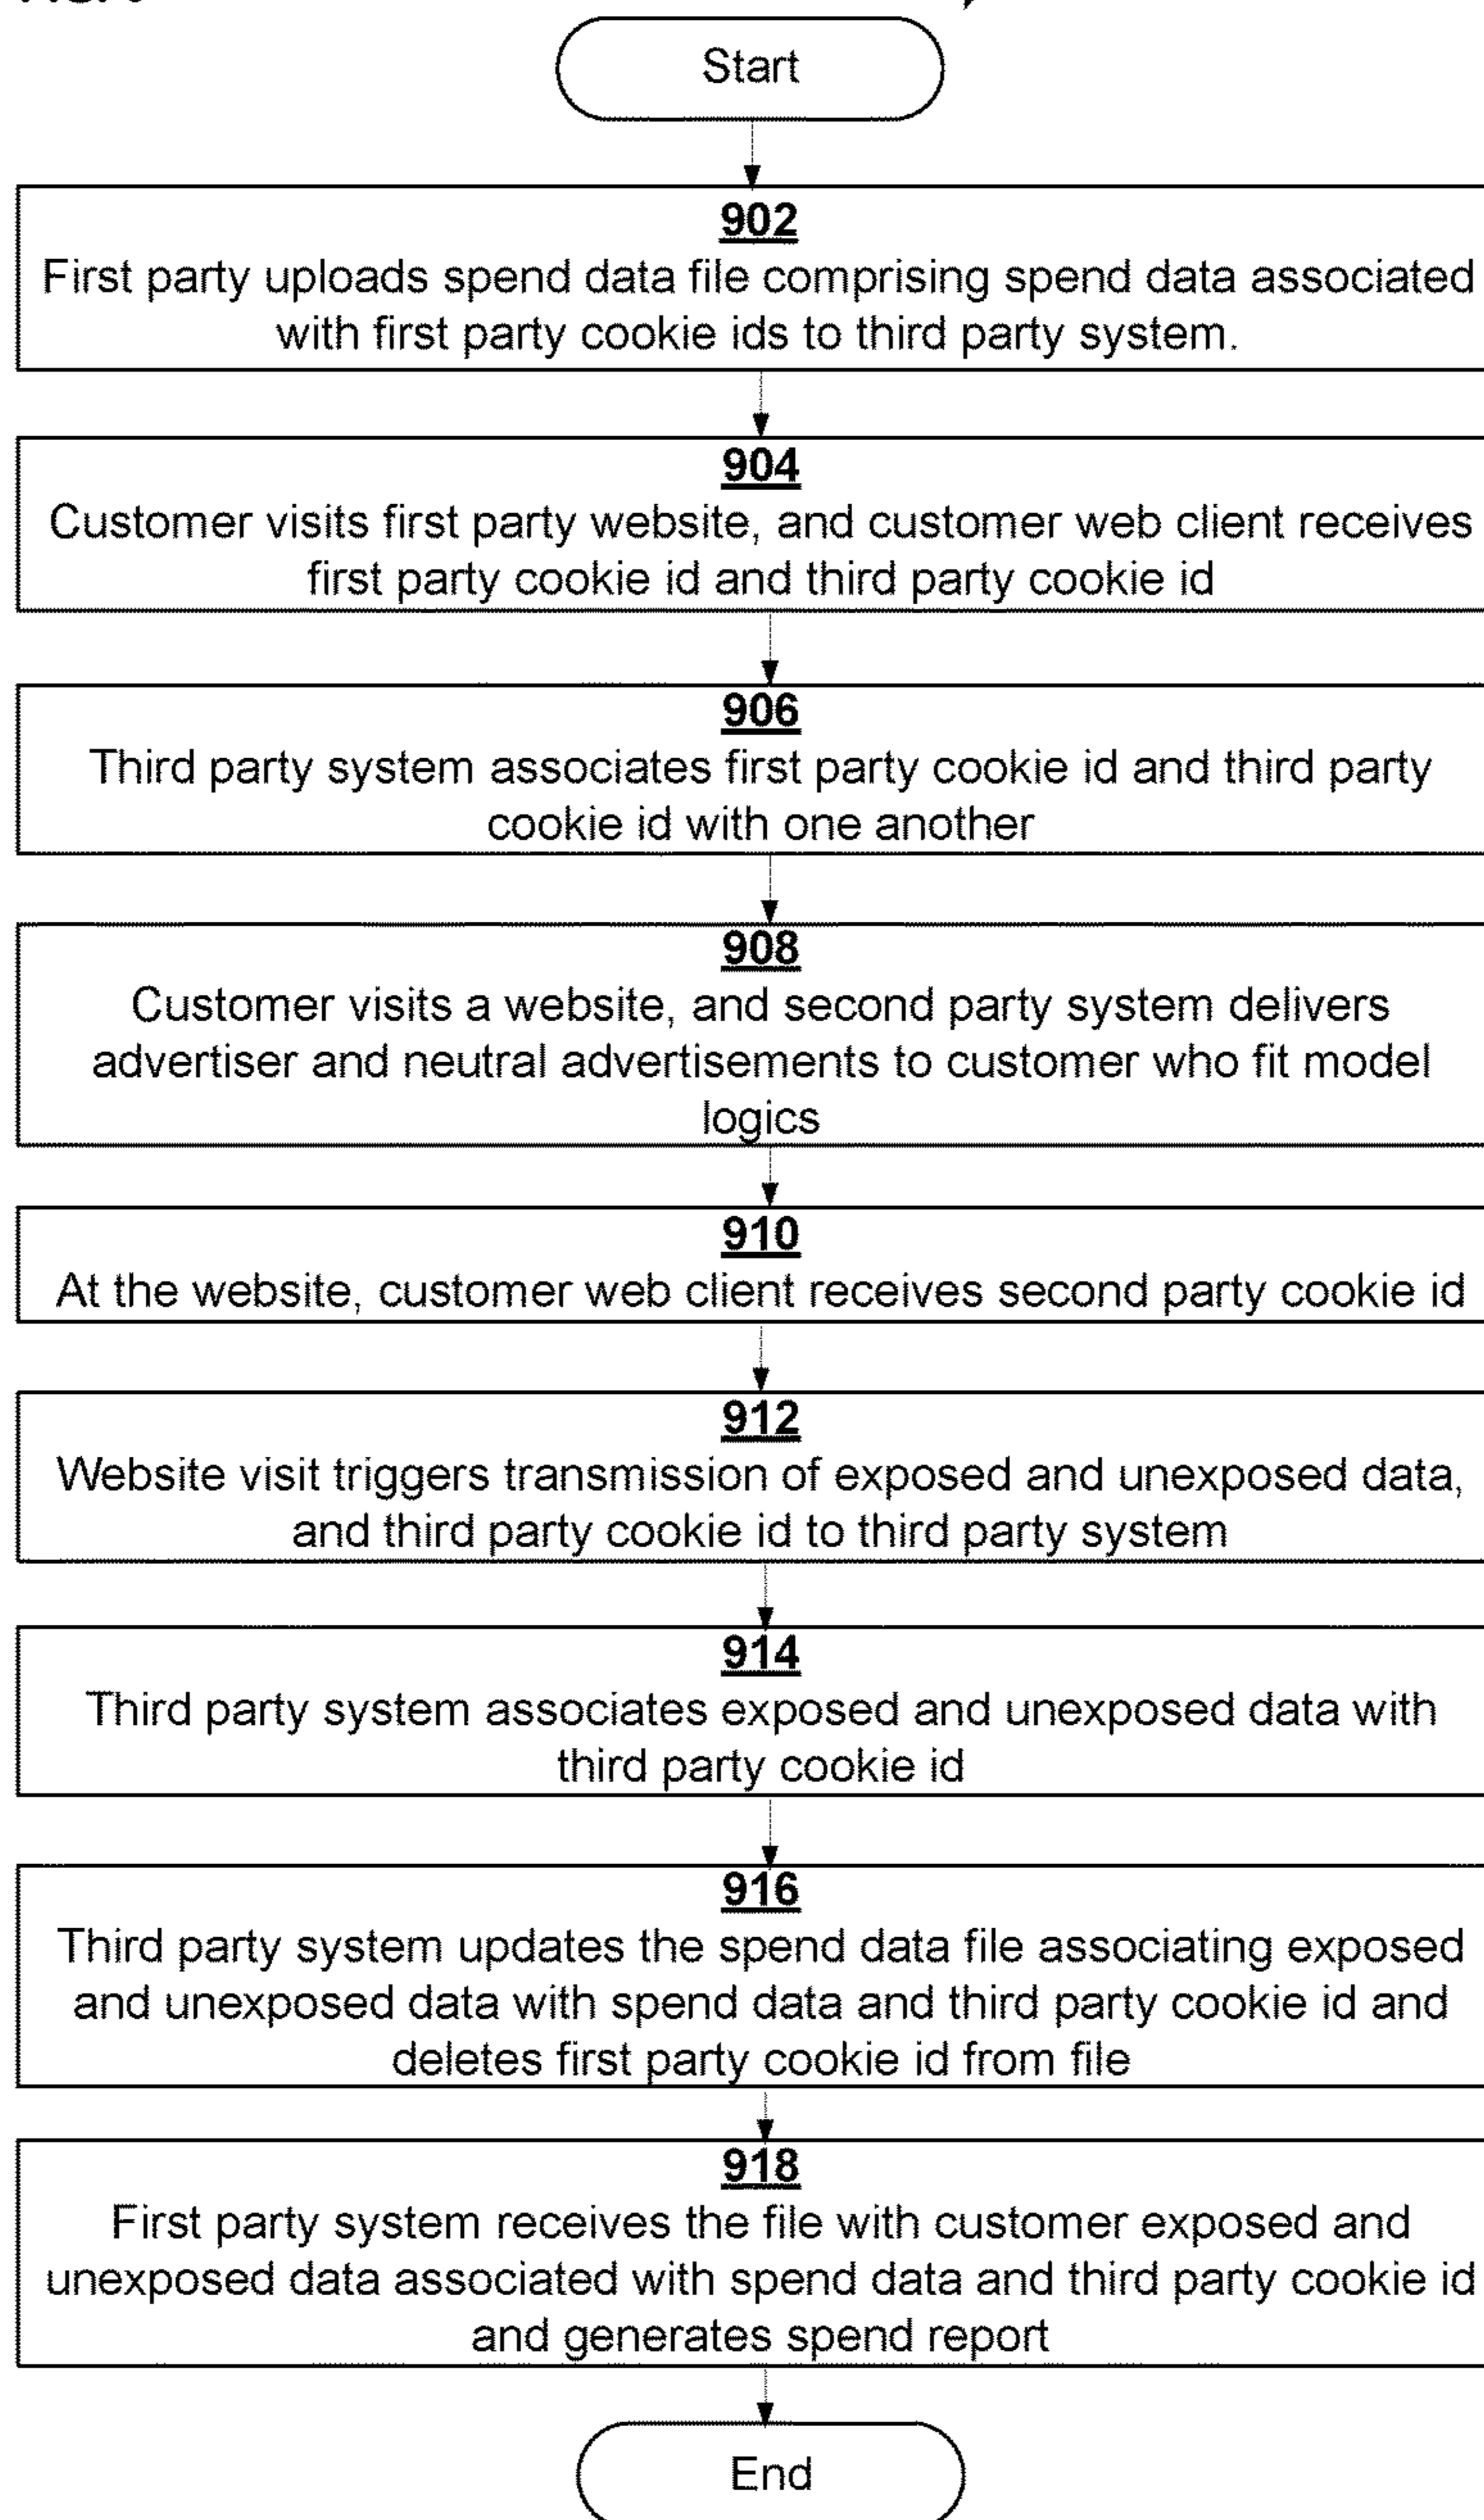 Start
902
First party uploads spend data file comprising spend data associated
with first party cookie ids to third party system.
904
Customer visits first party website, and customer web client receives
first party cookie id and third party cookie id
906
Third party system associates first party cookie id and third party
cookie id with one another
908
Customer visits a website, and second party system delivers
advertiser and neutral advertisements to customer who fit model
logics
910
At the website, customer web client receives second party cookie id
912
Website visit triggers transmission of exposed and unexposed data,
and third party cookie id to third party system
914
Third party system associates exposed and unexposed data with
third party cookie id
916
Third party system updates the spend data file associating exposed
and unexposed data with spend data and third party cookie id and
deletes first party cookie id from file
918
First party system receives the file with customer exposed and
unexposed data associated with spend data and third party cookie id
and generates spend report
End